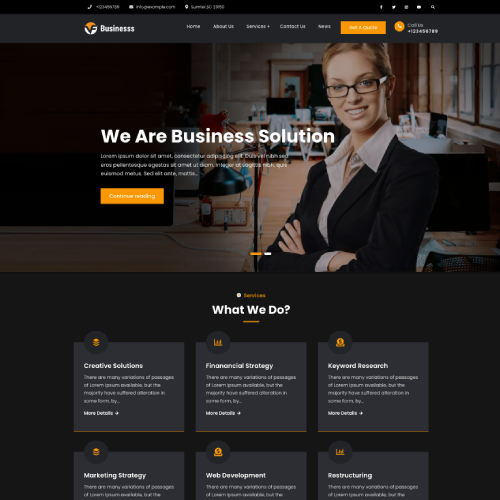 +123456789 info@example.com Sumter,SC 29150
Businesss Home About Us Services + Contact Us News Get A Quote Call Us
+123456789
We Are Business Solution
Lorem ipsum dolor sit amet, consectetur adipiscing elit. Duis vel nibh sed
eros pellentesque egestas sit amet ut diam. Integer at sagittis nibh, quis
euismod metus. Sed elit ante, mattis...
Continue reading
Services
What We Do?
Creative Solutions
There are many variations of passages
of Lorem Ipsum available, but the
majority have suffered alteration in
some form, by...
More Details →
Finanancial Strategy
There are many variations of passages
of Lorem Ipsum available, but the
majority have suffered alteration in
some form, by...
More Details →
Keyword Research
There are many variations of passages
of Lorem Ipsum available, but the
majority have suffered alteration in
some form, by...
More Details →
Marketing Strategy
There are many variations of passages
of Lorem Ipsum available, but the
Web Development
There are many variations of passages
of Lorem Ipsum available, but the
Restructuring
There are many variations of passages
of Lorem Ipsum available, but the